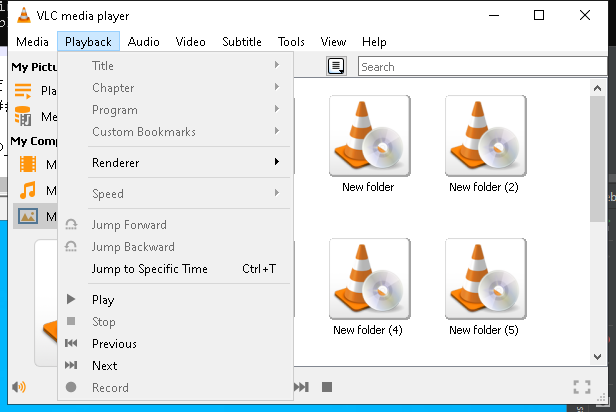 VLC media player
Media Playback Audio Video Subtitle Tools View Help
My Pictu
Search
Title
Chapter
Program
Custom Bookmarks
Renderer
Speed
Jump Forward
Jump Backward
Jump to Specific Time Ctrl+T
Play
Stop
Previous
Next
Record
Pla
Me
My Comp
M
M
M
New folder
New folder (2)
New folder (4)
New folder (5)